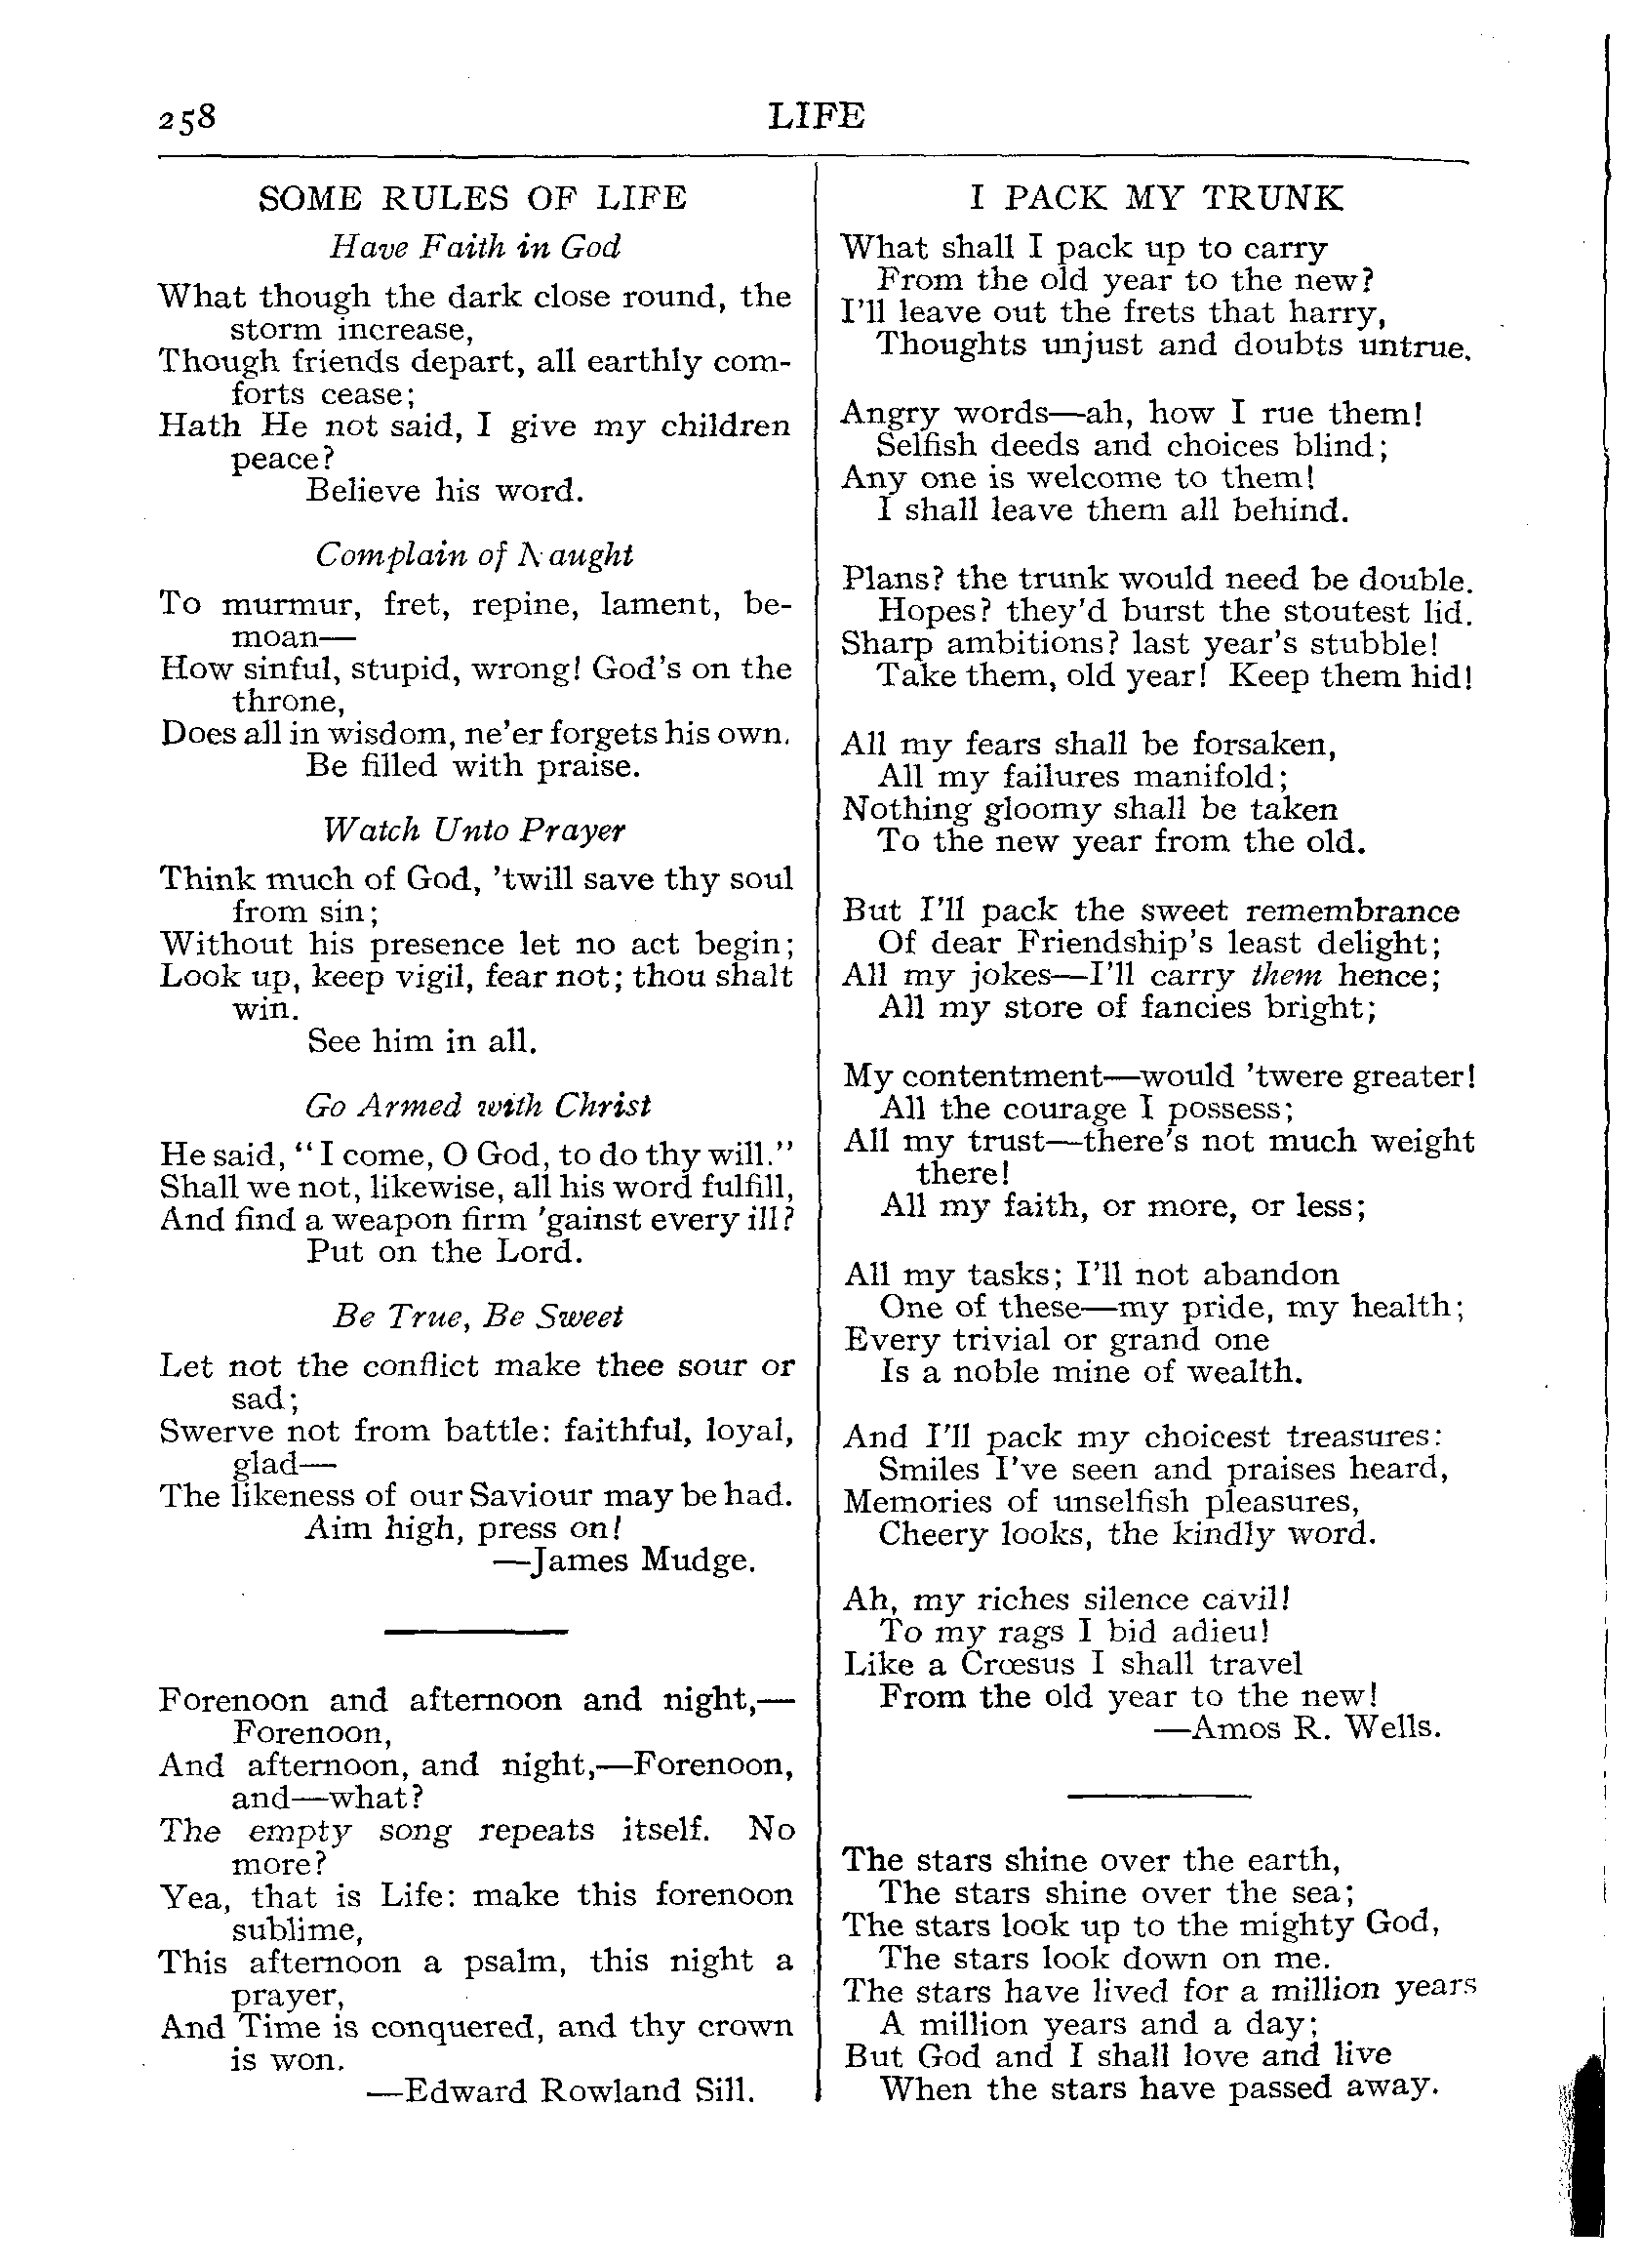 258
LIFE
SOME RULES OF LIFE
Have Faith in God
What though the dark close round, the
storm increase,
Though friends depart, all earthly com-
forts cease;
Hath He not said, I give my children
peace?
Believe his word.
Complain of Naught
To murmur, fret, repine, lament, be-
moan—
How sinful, stupid, wrong! God's on the
throne,
Does all in wisdom, ne'er forgets his own.
Be filled with praise.
Watch Unto Prayer
Think much of God, 'twill save thy soul
from sin;
Without his presence let no act begin;
Look up, keep vigil, fear not; thou shalt
win.
See him in all.
Go Armed with Christ
He said, "I come, O God, to do thy will."
Shall we not, likewise, all his word fulfill,
And find a weapon firm 'gainst every ill?
Put on the Lord.
Be True, Be Sweet
Let not the conflict make thee sour or
sad;
Swerve not from battle: faithful, loyal,
glad—
The likeness of our Saviour may be had.
Aim high, press on!
—James Mudge.
Forenoon and afternoon and night,—
Forenoon,
And afternoon, and night,—Forenoon,
and—what?
The empty song repeats itself. No
more?
Yea, that is Life: make this forenoon
sublime,
This afternoon a psalm, this night a
prayer,
And Time is conquered, and thy crown
is won.
—Edward Rowland Sill.
I PACK MY TRUNK
What shall I pack up to carry
From the old year to the new?
I'll leave out the frets that harry,
Thoughts unjust and doubts untrue.
Angry words—ah, how I rue them!
Selfish deeds and choices blind;
Any one is welcome to them!
I shall leave them all behind.
Plans? the trunk would need be double.
Hopes? they'd burst the stoutest lid.
Sharp ambitions? last year's stubble!
Take them, old year! Keep them hid!
All my fears shall be forsaken,
All my failures manifold;
Nothing gloomy shall be taken
To the new year from the old.
But I'll pack the sweet remembrance
Of dear Friendship's least delight;
All my jokes—I'll carry them hence;
All my store of fancies bright;
My contentment—would 'twere greater!
All the courage I possess;
All my trust—there's not much weight
there!
All my faith, or more, or less;
All my tasks; I'll not abandon
One of these—my pride, my health;
Every trivial or grand one
Is a noble mine of wealth.
And I'll pack my choicest treasures:
Smiles I've seen and praises heard,
Memories of unselfish pleasures,
Cheery looks, the kindly word.
Ah, my riches silence cavil!
To my rags I bid adieu!
Like a Crœsus I shall travel
From the old year to the new!
—Amos R. Wells.
The stars shine over the earth,
The stars shine over the sea;
The stars look up to the mighty God,
The stars look down on me.
The stars have lived for a million years
A million years and a day;
But God and I shall love and live
When the stars have passed away.